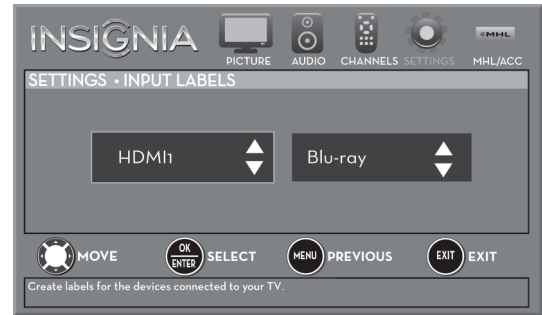 INSIGNIA
PICTURE AUDIO CHANNELS SETTINGS MHL MHL/ACC
SETTINGS • INPUT LABELS
HDMI1 Blu-ray
MOVE OK ENTER SELECT MENU PREVIOUS EXIT EXIT
Create labels for the devices connected to your TV.